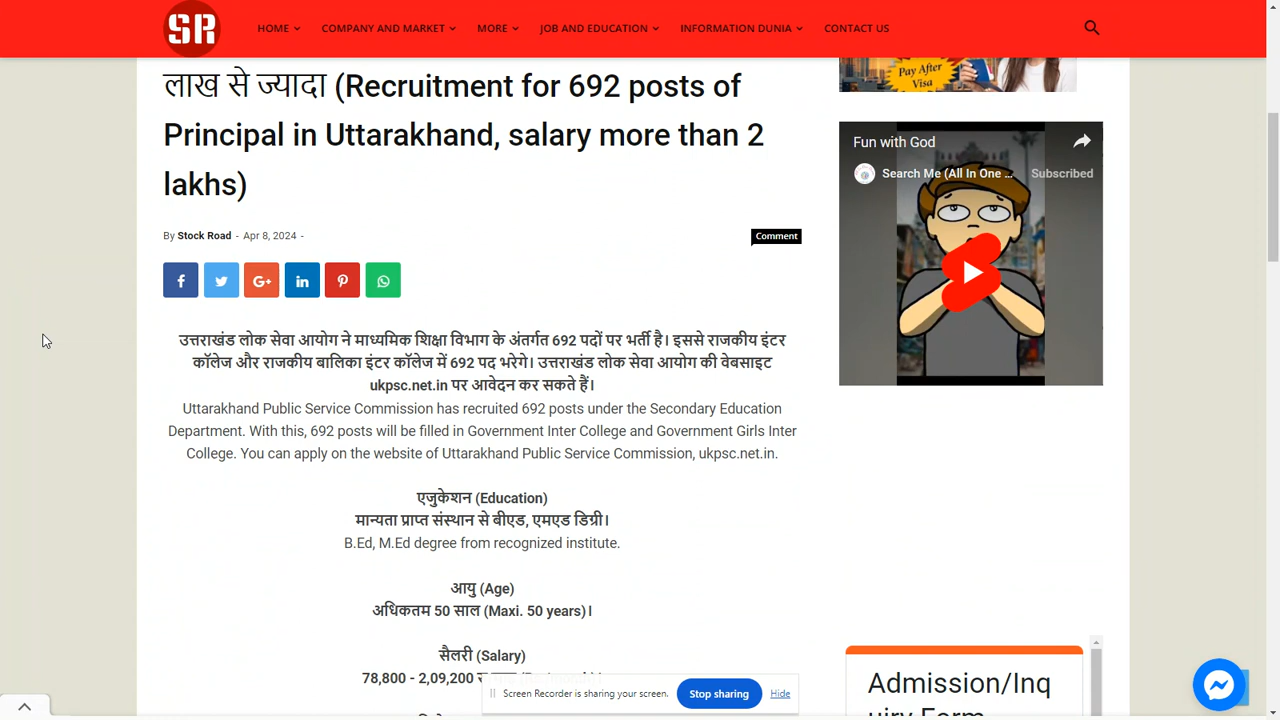 SR
HOME
COMPANY AND MARKET
MORE
JOB AND EDUCATION
INFORMATION DUNIA
CONTACT US
लाख से ज्यादा (Recruitment for 692 posts of
Principal in Uttarakhand, salary more than 2
lakhs)
By Stock Road - Apr 8, 2024 -
Comment
उत्तराखंड लोक सेवा आयोग ने माध्यमिक शिक्षा विभाग के अंतर्गत 692 पदों पर भर्ती है। इससे राजकीय इंटर
कॉलेज और राजकीय बालिका इंटर कॉलेज में 692 पद भरेगे। उत्तराखंड लोक सेवा आयोग की वेबसाइट
ukpsc.net.in पर आवेदन कर सकते हैं।
Uttarakhand Public Service Commission has recruited 692 posts under the Secondary Education
Department. With this, 692 posts will be filled in Government Inter College and Government Girls Inter
College. You can apply on the website of Uttarakhand Public Service Commission, ukpsc.net.in.
एजुकेशन (Education)
मान्यता प्राप्त संस्थान से बीएड, एमएड डिग्री।
B.Ed, M.Ed degree from recognized institute.
आयु (Age)
अधिकतम 50 साल (Maxi. 50 years)।
सैलरी (Salary)
78,800 - 2,09,200
Pay After
Visa
Fun with God
Search Me (All In One ...
Subscribed
Admission/Inq
uiry Form
Screen Recorder is sharing your screen.
Stop sharing
Hide